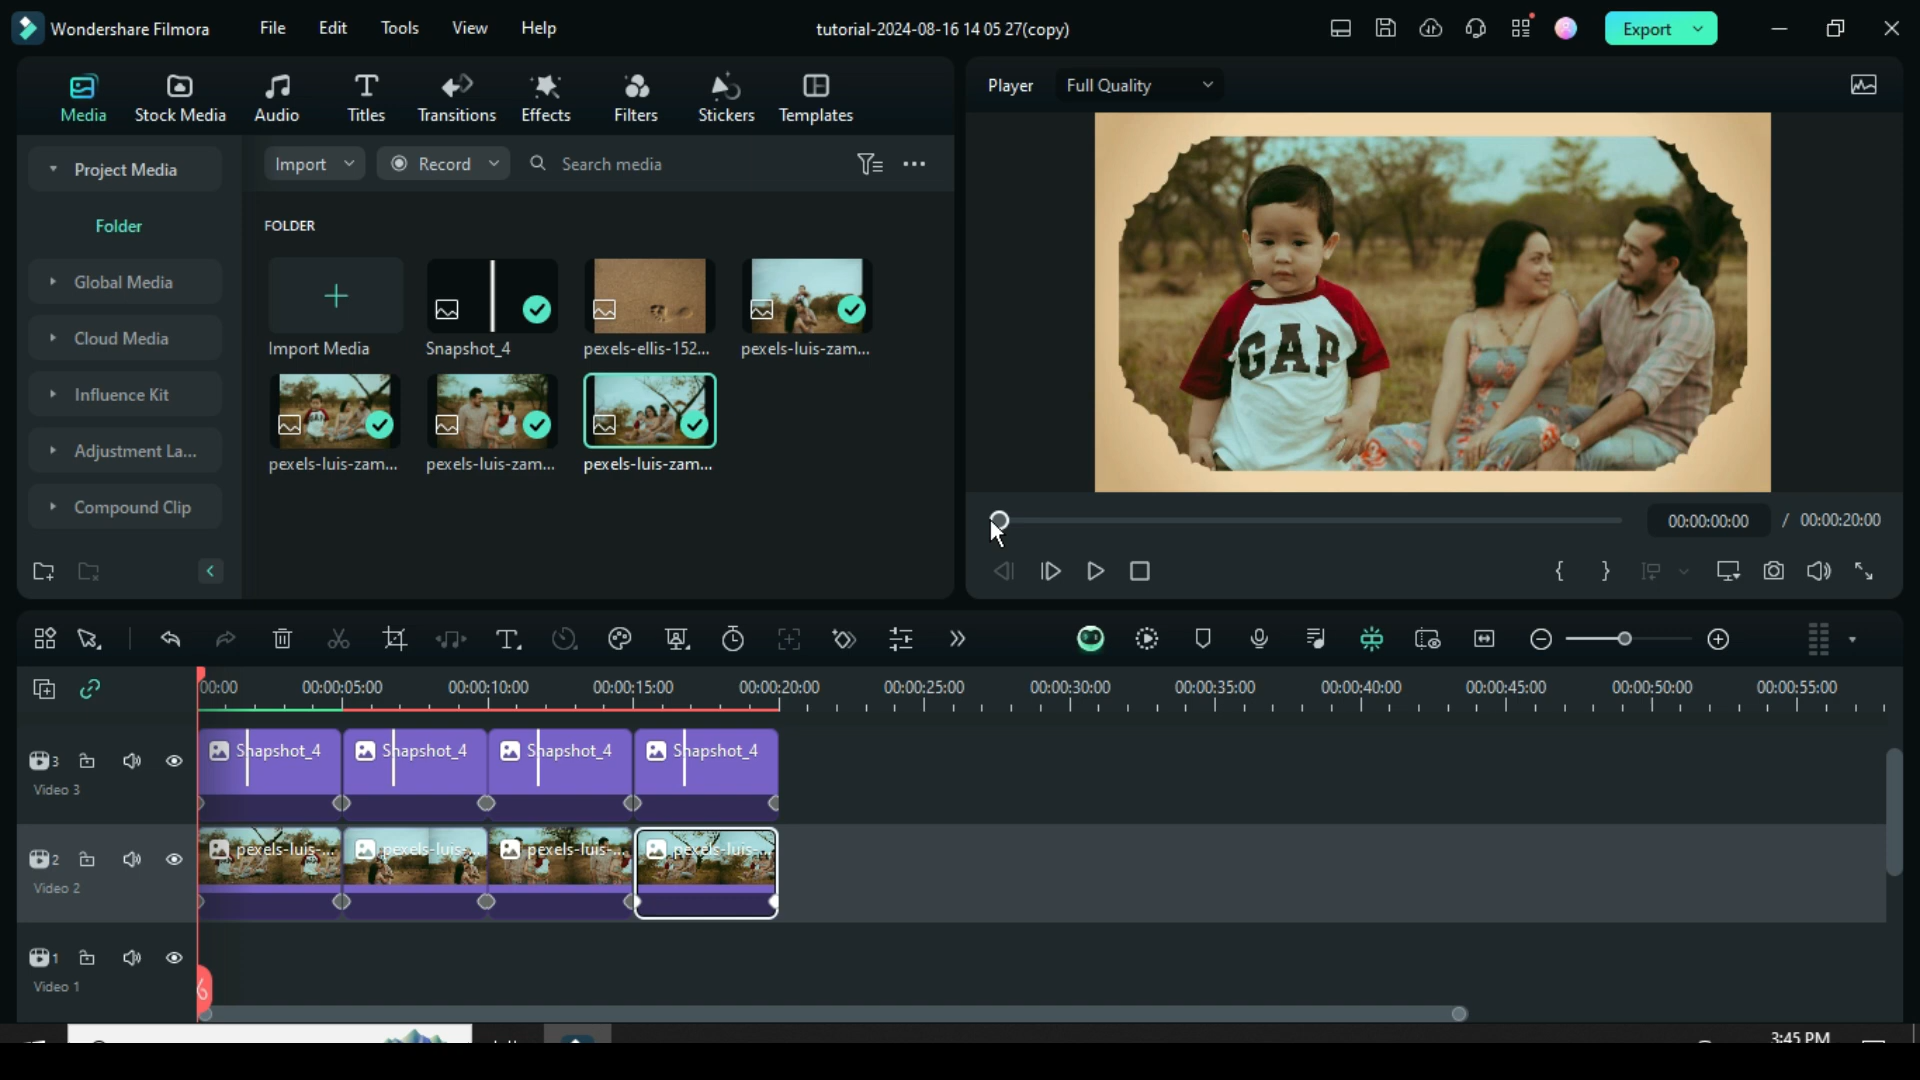 Wondershare Filmora
File
Edit
Tools
View
Help
tutorial-2024-08-16 14 05 27(copy)
Export
Media
Stock Media
Audio
Titles
Transitions
Effects
Filters
Stickers
Templates
Player
Full Quality
Project Media
Import
Record
Search media
Folder
FOLDER
Global Media
Cloud Media
Influence Kit
Adjustment La...
Compound Clip
Import Media
Snapshot_4
pexels-ellis-152...
pexels-luis-zam...
pexels-luis-zam...
pexels-luis-zam...
pexels-luis-zam...
GAP
00:00:00:00
/ 00:00:20:00
00:00
00:00:05:00
00:00:10:00
00:00:15:00
00:00:20:00
00:00:25:00
00:00:30:00
00:00:35:00
00:00:40:00
00:00:45:00
00:00:50:00
00:00:55:00
3
Video 3
Snapshot_4
Snapshot_4
Snapshot_4
Snapshot_4
2
Video 2
pexels-luis-...
pexels-luis-...
pexels-luis-...
pexels-luis-...
1
Video 1
3:45 PM